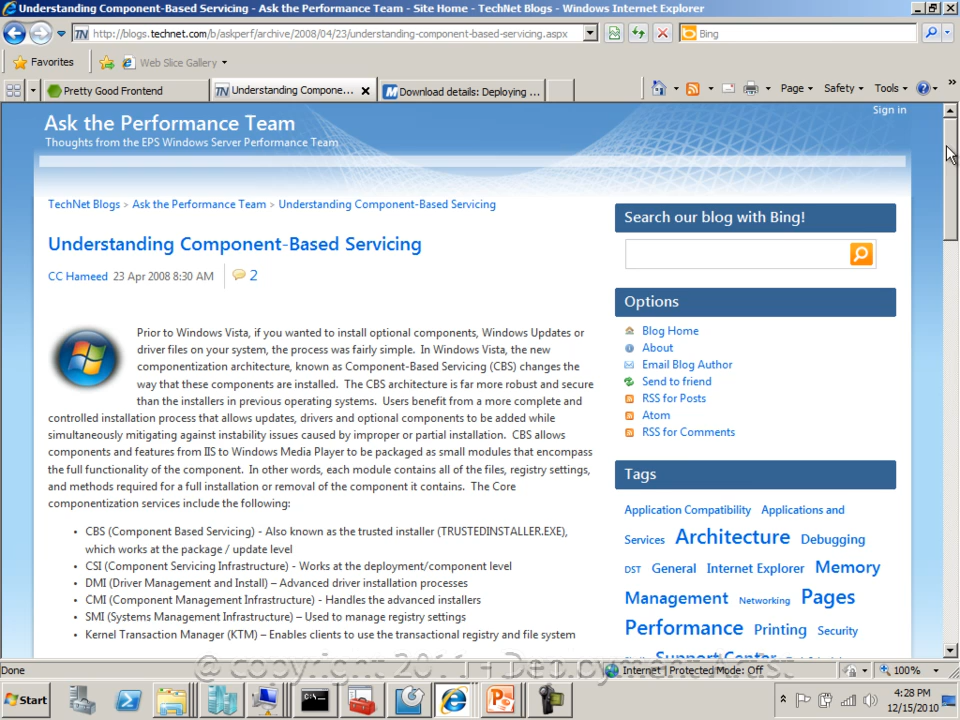 Understanding Component-Based Servicing - Ask the Performance Team - Site Home - TechNet Blogs - Windows Internet Explorer
http://blogs.technet.com/b/askperf/archive/2008/04/23/understanding-component-based-servicing.aspx
Bing
Favorites
Web Slice Gallery
Pretty Good Frontend
Understanding Compone...
Download details: Deploying ...
Page
Safety
Tools
Sign in
Ask the Performance Team
Thoughts from the EPS Windows Server Performance Team
TechNet Blogs > Ask the Performance Team > Understanding Component-Based Servicing
Understanding Component-Based Servicing
CC Hameed 23 Apr 2008 8:30 AM 2
Prior to Windows Vista, if you wanted to install optional components, Windows Updates or
driver files on your system, the process was fairly simple. In Windows Vista, the new
componentization architecture, known as Component-Based Servicing (CBS) changes the
way that these components are installed. The CBS architecture is far more robust and secure
than the installers in previous operating systems. Users benefit from a more complete and
controlled installation process that allows updates, drivers and optional components to be added while
simultaneously mitigating against instability issues caused by improper or partial installation. CBS allows
components and features from IIS to Windows Media Player to be packaged as small modules that encompass
the full functionality of the component. In other words, each module contains all of the files, registry settings,
and methods required for a full installation or removal of the component it contains. The Core
componentization services include the following:
• CBS (Component Based Servicing) - Also known as the trusted installer (TRUSTEDINSTALLER.EXE),
which works at the package / update level
• CSI (Component Servicing Infrastructure) - Works at the deployment/component level
• DMI (Driver Management and Install) – Advanced driver installation processes
• CMI (Component Management Infrastructure) - Handles the advanced installers
• SMI (Systems Management Infrastructure) – Used to manage registry settings
• Kernel Transaction Manager (KTM) – Enables clients to use the transactional registry and file system
Search our blog with Bing!
Options
Blog Home
About
Email Blog Author
Send to friend
RSS for Posts
Atom
RSS for Comments
Tags
Application Compatibility Applications and
Services Architecture Debugging
DST General Internet Explorer Memory
Management Networking Pages
Performance Printing Security
Support Center
Done
Internet | Protected Mode: Off
100%
© copyright 2011 - Deployment Artist
Start
4:28 PM
12/15/2010